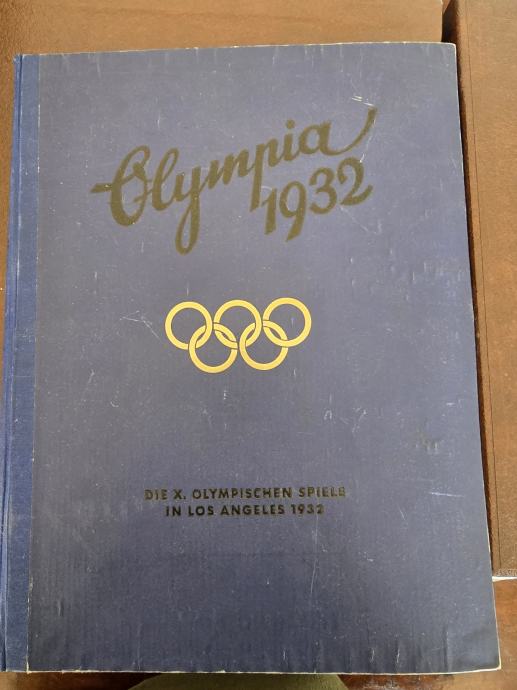 Olympia
1932
DIE X. OLYMPISCHEN SPIELE
IN LOS ANGELES 1932